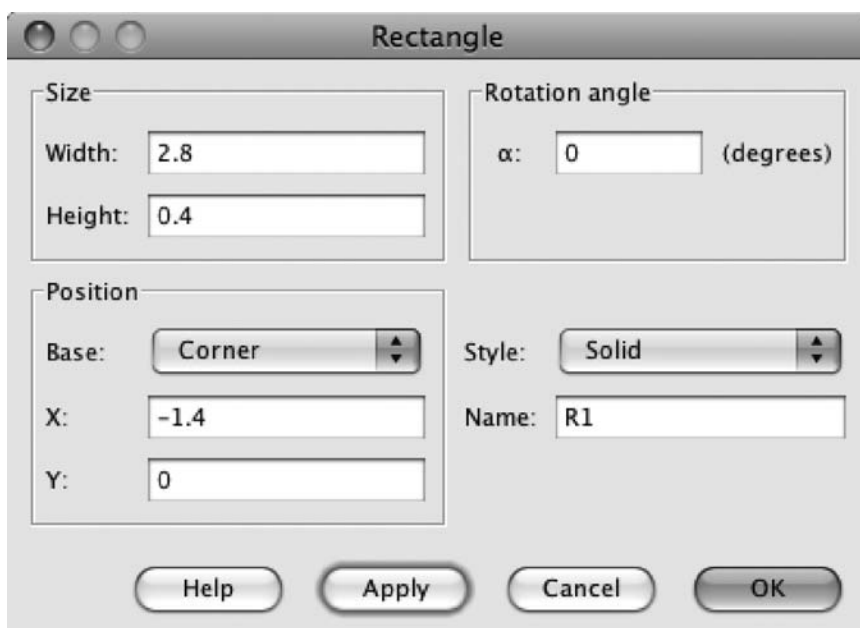 Rectangle
Size
Width: 2.8
Height: 0.4
Rotation angle
α: 0 (degrees)
Position
Base: Corner
X: -1.4
Y: 0
Style: Solid
Name: R1
Help Apply Cancel OK